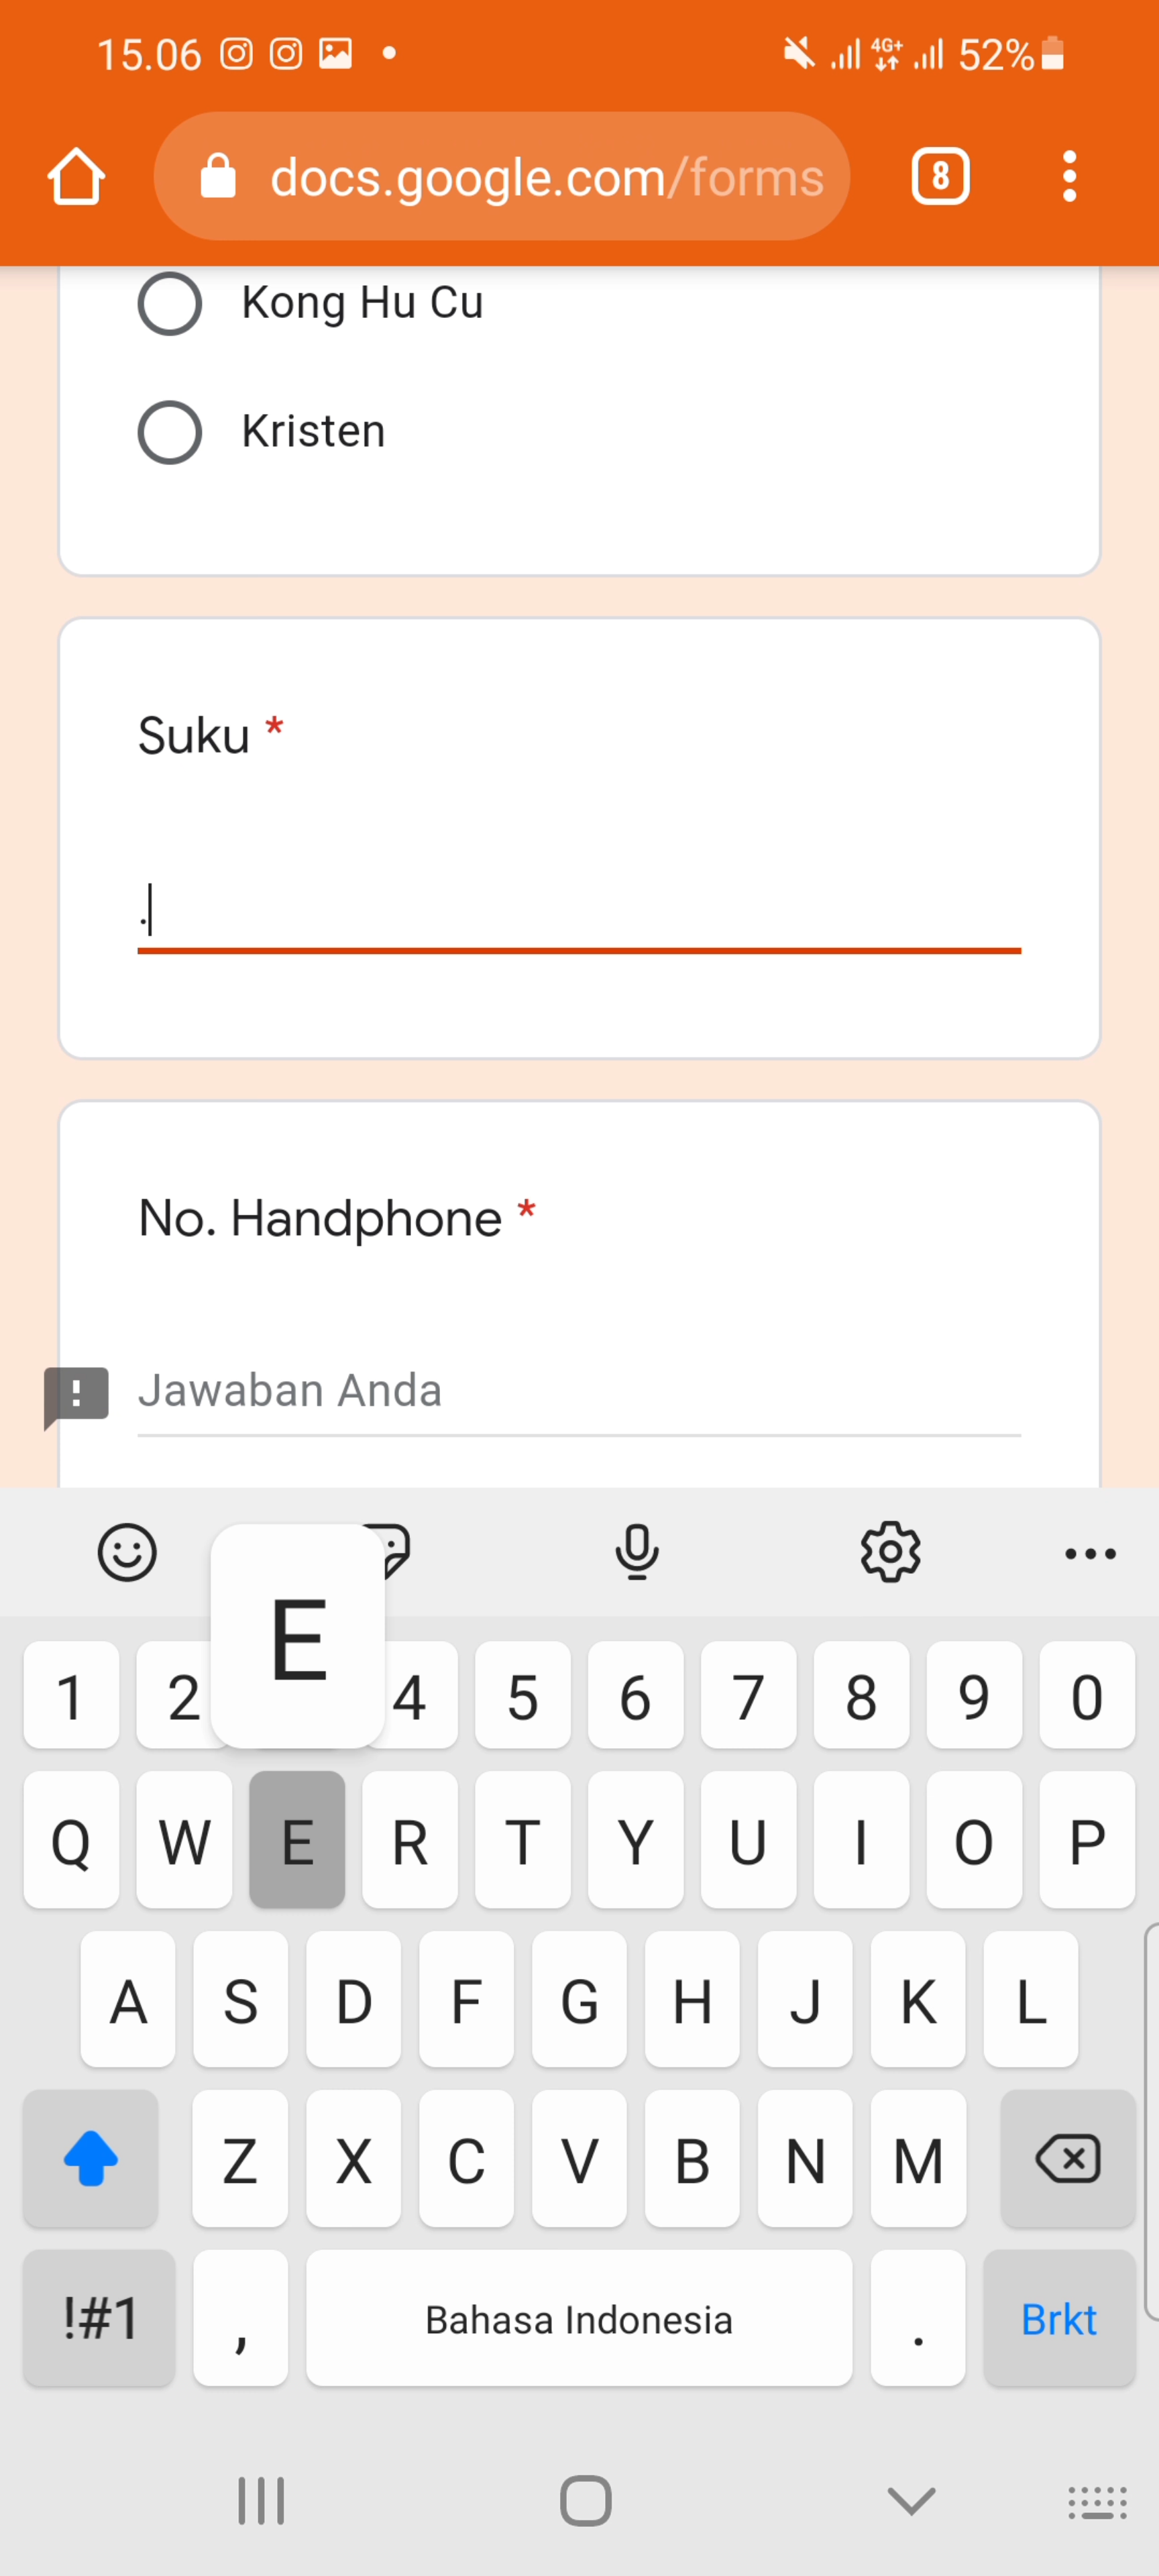 15.06
4G+ 52%
docs.google.com/forms
8
Kong Hu Cu
Kristen
Suku *
.
No. Handphone *
Jawaban Anda
E
1 2 4 5 6 7 8 9 0
Q W E R T Y U I O P
A S D F G H J K L
Z X C V B N M
!#1 , Bahasa Indonesia . Brkt